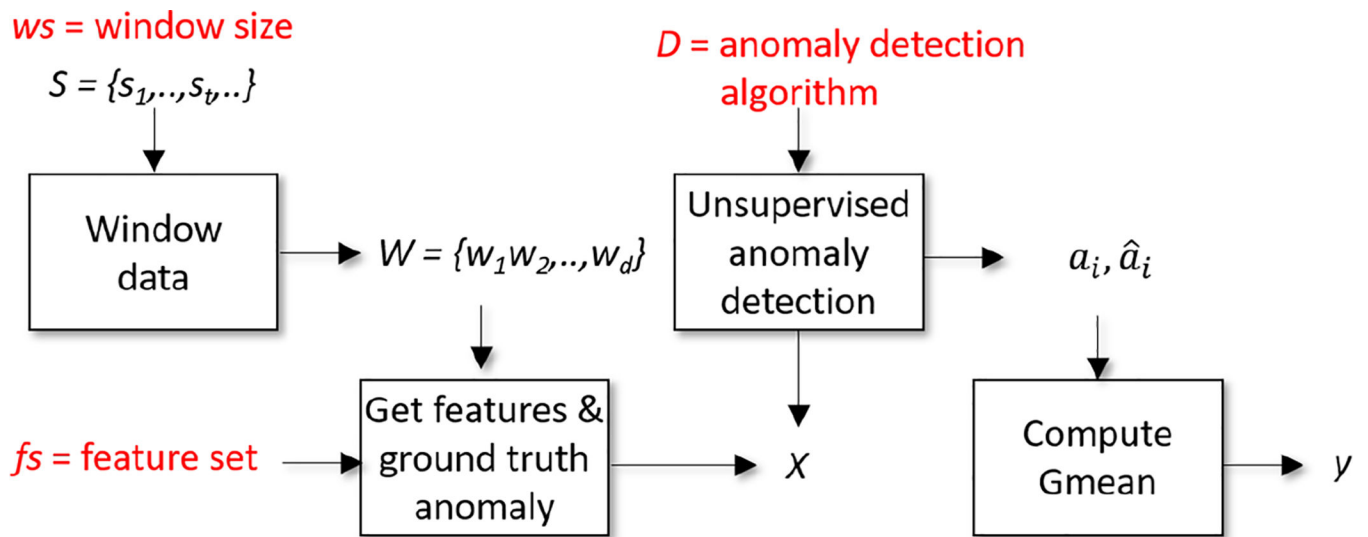 ws = window size
S = {s₁,..,sₜ,..}
Window
data
W = {w₁w₂,..,w_d}
fs = feature set
Get features &
ground truth
anomaly
X
D = anomaly detection
algorithm
Unsupervised
anomaly
detection
aᵢ, âᵢ
Compute
Gmean
y